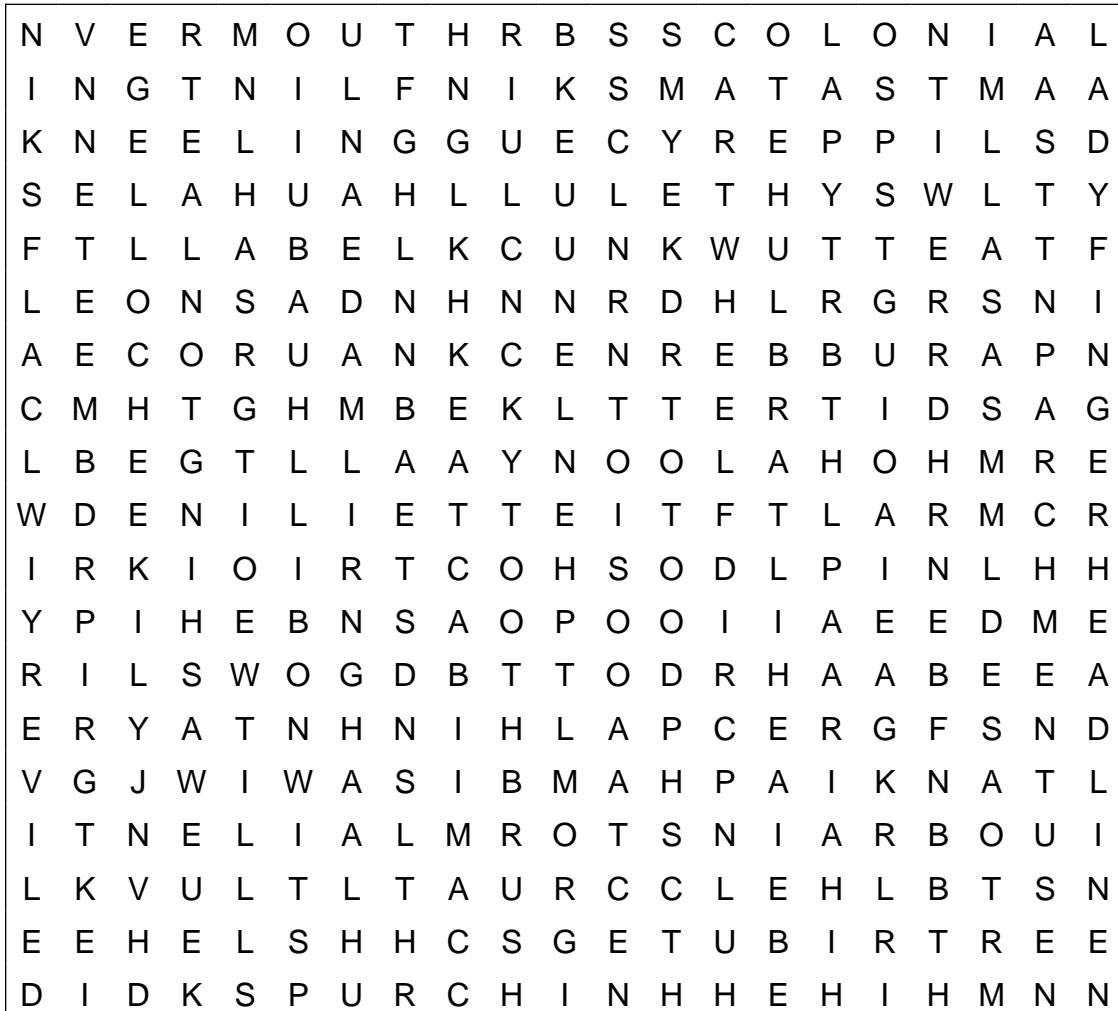 N V E R M O U T H R B S S C O L O N I A L
I N G T N I L F N I K S M A T A S T M A A
K N E E L I N G G U E C Y R E P P I L S D
S E L A H U A H L L U L E T H Y S W L T Y
F T L L A B E L K C U N K W U T T E A T F
L E O N S A D N H N N R D H L R G R S N I
A E C O R U A N K C E N R E B B U R A P N
C M H T G H M B E K L T T E R T I D S A G
L B E G T L L A A Y N O O L A H O H M R E
W D E N I L I E T T E I T F T L A R M C R
I R K I O I R T C O H S O D L P I N L H H
Y P I H E B N S A O P O O I I A E E D M E
R I L S W O G D B T T O D R H A A B E E A
E R Y A T N H N I H L A P C E R G F S N D
V G J W I W A S I B M A H P A I K N A T L
I T N E L I A L M R O T S N I A R B O U I
L K V U L T L T A U R C C L E H L B T S N
E E H E L S H H C S G E T U B I R T R E E
D I D K S P U R C H I N H H E H I H M N N